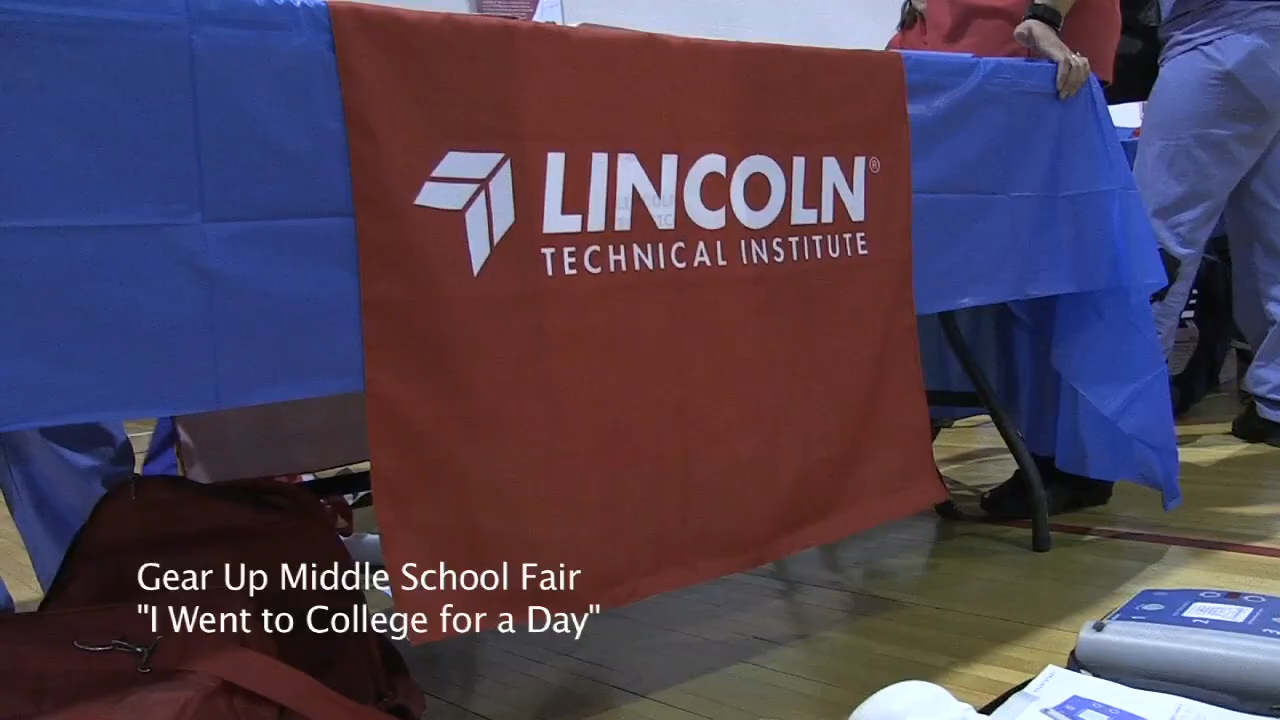 LINCOLN®
TECHNICAL INSTITUTE
Gear Up Middle School Fair
"I Went to College for a Day"